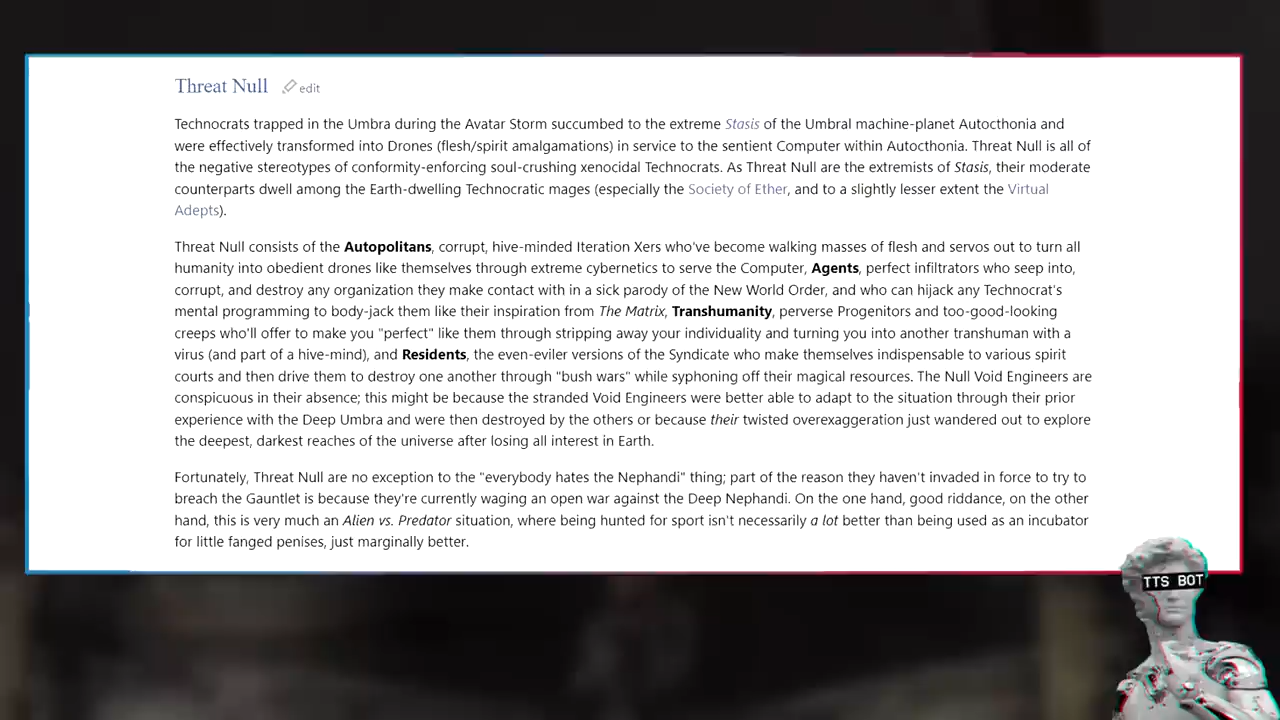 Threat Null edit
Technocrats trapped in the Umbra during the Avatar Storm succumbed to the extreme Stasis of the Umbral machine-planet Autocthonia and
were effectively transformed into Drones (flesh/spirit amalgamations) in service to the sentient Computer within Autocthonia. Threat Null is all of
the negative stereotypes of conformity-enforcing soul-crushing xenocidal Technocrats. As Threat Null are the extremists of Stasis, their moderate
counterparts dwell among the Earth-dwelling Technocratic mages (especially the Society of Ether, and to a slightly lesser extent the Virtual
Adepts).
Threat Null consists of the Autopolitans, corrupt, hive-minded Iteration Xers who've become walking masses of flesh and servos out to turn all
humanity into obedient drones like themselves through extreme cybernetics to serve the Computer, Agents, perfect infiltrators who seep into,
corrupt, and destroy any organization they make contact with in a sick parody of the New World Order, and who can hijack any Technocrat's
mental programming to body-jack them like their inspiration from The Matrix, Transhumanity, perverse Progenitors and too-good-looking
creeps who'll offer to make you "perfect" like them through stripping away your individuality and turning you into another transhuman with a
virus (and part of a hive-mind), and Residents, the even-eviler versions of the Syndicate who make themselves indispensable to various spirit
courts and then drive them to destroy one another through "bush wars" while syphoning off their magical resources. The Null Void Engineers are
conspicuous in their absence; this might be because the stranded Void Engineers were better able to adapt to the situation through their prior
experience with the Deep Umbra and were then destroyed by the others or because their twisted overexaggeration just wandered out to explore
the deepest, darkest reaches of the universe after losing all interest in Earth.
Fortunately, Threat Null are no exception to the "everybody hates the Nephandi" thing; part of the reason they haven't invaded in force to try to
breach the Gauntlet is because they're currently waging an open war against the Deep Nephandi. On the one hand, good riddance, on the other
hand, this is very much an Alien vs. Predator situation, where being hunted for sport isn't necessarily a lot better than being used as an incubator
for little fanged penises, just marginally better.
TTS BOT